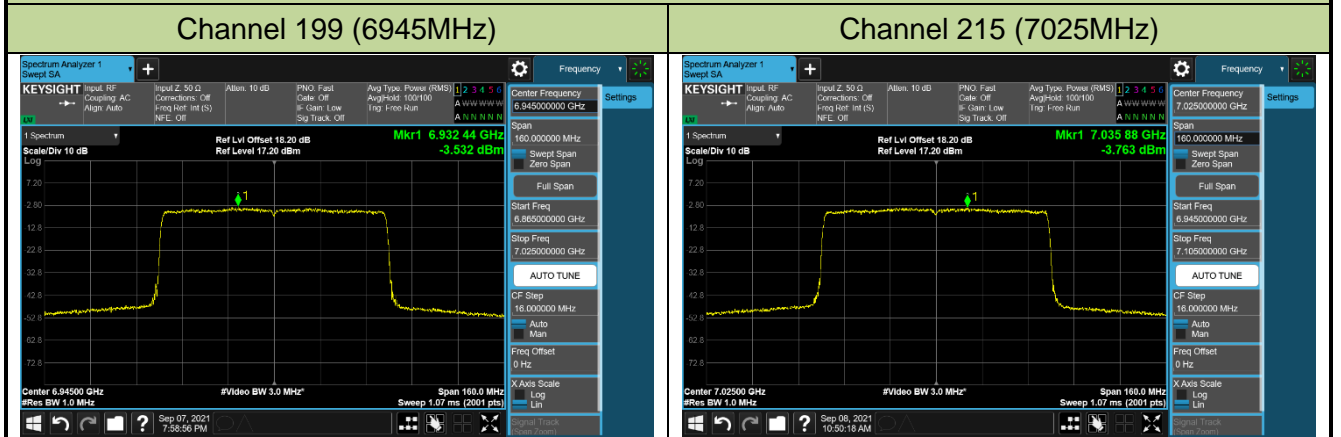 Channel 199 (6945MHz)
Channel 215 (7025MHz)
Spectrum Analyzer 1
Swept SA
+
Frequency
KEYSIGHT
Input: RF
Coupling: AC
Align: Auto
Input Z: 50 Ω
Corrections: Off
Freq Ref: Int (S)
NFE: Off
Atten: 10 dB
PNO: Fast
Gate: Off
IF Gain: Low
Sig Track: Off
Avg Type: Power (RMS)
Avg|Hold: 100/100
Trig: Free Run
1 2 3 4 5 6
A W W W W W
A N N N N N
LW
Center Frequency
6.945000000 GHz
Settings
Span
160.000000 MHz
Swept Span
Zero Span
Full Span
Start Freq
6.865000000 GHz
Stop Freq
7.025000000 GHz
AUTO TUNE
CF Step
16.000000 MHz
Auto
Man
Freq Offset
0 Hz
X Axis Scale
Log
Lin
Signal Track
(Span Zoom)
1 Spectrum
Scale/Div 10 dB
Log
Ref Lvl Offset 18.20 dB
Ref Level 17.20 dBm
Mkr1 6.932 44 GHz
-3.532 dBm
1
7.20
-2.80
-12.8
-22.8
-32.8
-42.8
-52.8
-62.8
-72.8
Center 6.94500 GHz
#Res BW 1.0 MHz
#Video BW 3.0 MHz*
Span 160.0 MHz
Sweep 1.07 ms (2001 pts)
?
Sep 07, 2021
7:58:56 PM
Spectrum Analyzer 1
Swept SA
+
Frequency
KEYSIGHT
Input: RF
Coupling: AC
Align: Auto
Input Z: 50 Ω
Corrections: Off
Freq Ref: Int (S)
NFE: Off
Atten: 10 dB
PNO: Fast
Gate: Off
IF Gain: Low
Sig Track: Off
Avg Type: Power (RMS)
Avg|Hold: 100/100
Trig: Free Run
1 2 3 4 5 6
A W W W W W
A N N N N N
LW
Center Frequency
7.025000000 GHz
Settings
Span
160.000000 MHz
Swept Span
Zero Span
Full Span
Start Freq
6.945000000 GHz
Stop Freq
7.105000000 GHz
AUTO TUNE
CF Step
16.000000 MHz
Auto
Man
Freq Offset
0 Hz
X Axis Scale
Log
Lin
Signal Track
(Span Zoom)
1 Spectrum
Scale/Div 10 dB
Log
Ref Lvl Offset 18.20 dB
Ref Level 17.20 dBm
Mkr1 7.035 88 GHz
-3.763 dBm
1
7.20
-2.80
-12.8
-22.8
-32.8
-42.8
-52.8
-62.8
-72.8
Center 7.02500 GHz
#Res BW 1.0 MHz
#Video BW 3.0 MHz*
Span 160.0 MHz
Sweep 1.07 ms (2001 pts)
?
Sep 08, 2021
10:50:18 AM